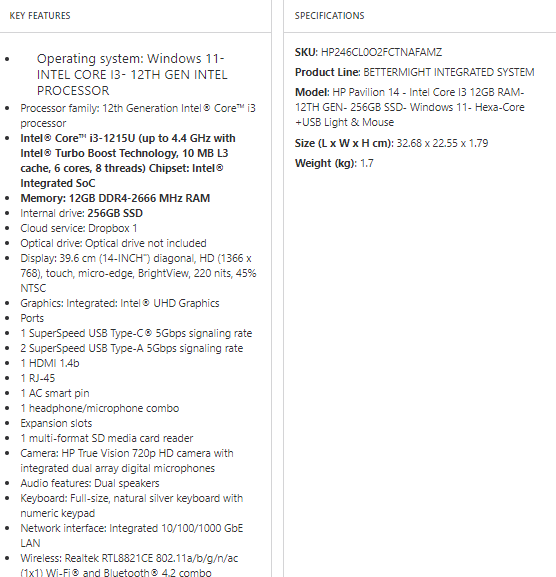 KEY FEATURES
Operating system: Windows 11-
INTEL CORE I3- 12TH GEN INTEL
PROCESSOR
Processor family: 12th Generation Intel® Core™ i3
processor
Intel® Core™ i3-1215U (up to 4.4 GHz with
Intel® Turbo Boost Technology, 10 MB L3
cache, 6 cores, 8 threads) Chipset: Intel®
Integrated SoC
Memory: 12GB DDR4-2666 MHz RAM
Internal drive: 256GB SSD
Cloud service: Dropbox 1
Optical drive: Optical drive not included
Display: 39.6 cm (14-INCH") diagonal, HD (1366 x
768), touch, micro-edge, BrightView, 220 nits, 45%
NTSC
Graphics: Integrated: Intel® UHD Graphics
Ports
1 SuperSpeed USB Type-C® 5Gbps signaling rate
2 SuperSpeed USB Type-A 5Gbps signaling rate
1 HDMI 1.4b
1 RJ-45
1 AC smart pin
1 headphone/microphone combo
Expansion slots
1 multi-format SD media card reader
Camera: HP True Vision 720p HD camera with
integrated dual array digital microphones
Audio features: Dual speakers
Keyboard: Full-size, natural silver keyboard with
numeric keypad
Network interface: Integrated 10/100/1000 GbE
LAN
Wireless: Realtek RTL8821CE 802.11a/b/g/n/ac
(1x1) Wi-Fi® and Bluetooth® 4.2 combo
SPECIFICATIONS
SKU: HP246CL0O2FCTNAFAMZ
Product Line: BETTERMIGHT INTEGRATED SYSTEM
Model: HP Pavilion 14 - Intel Core I3 12GB RAM-
12TH GEN- 256GB SSD- Windows 11- Hexa-Core
+USB Light & Mouse
Size (L x W x H cm): 32.68 x 22.55 x 1.79
Weight (kg): 1.7